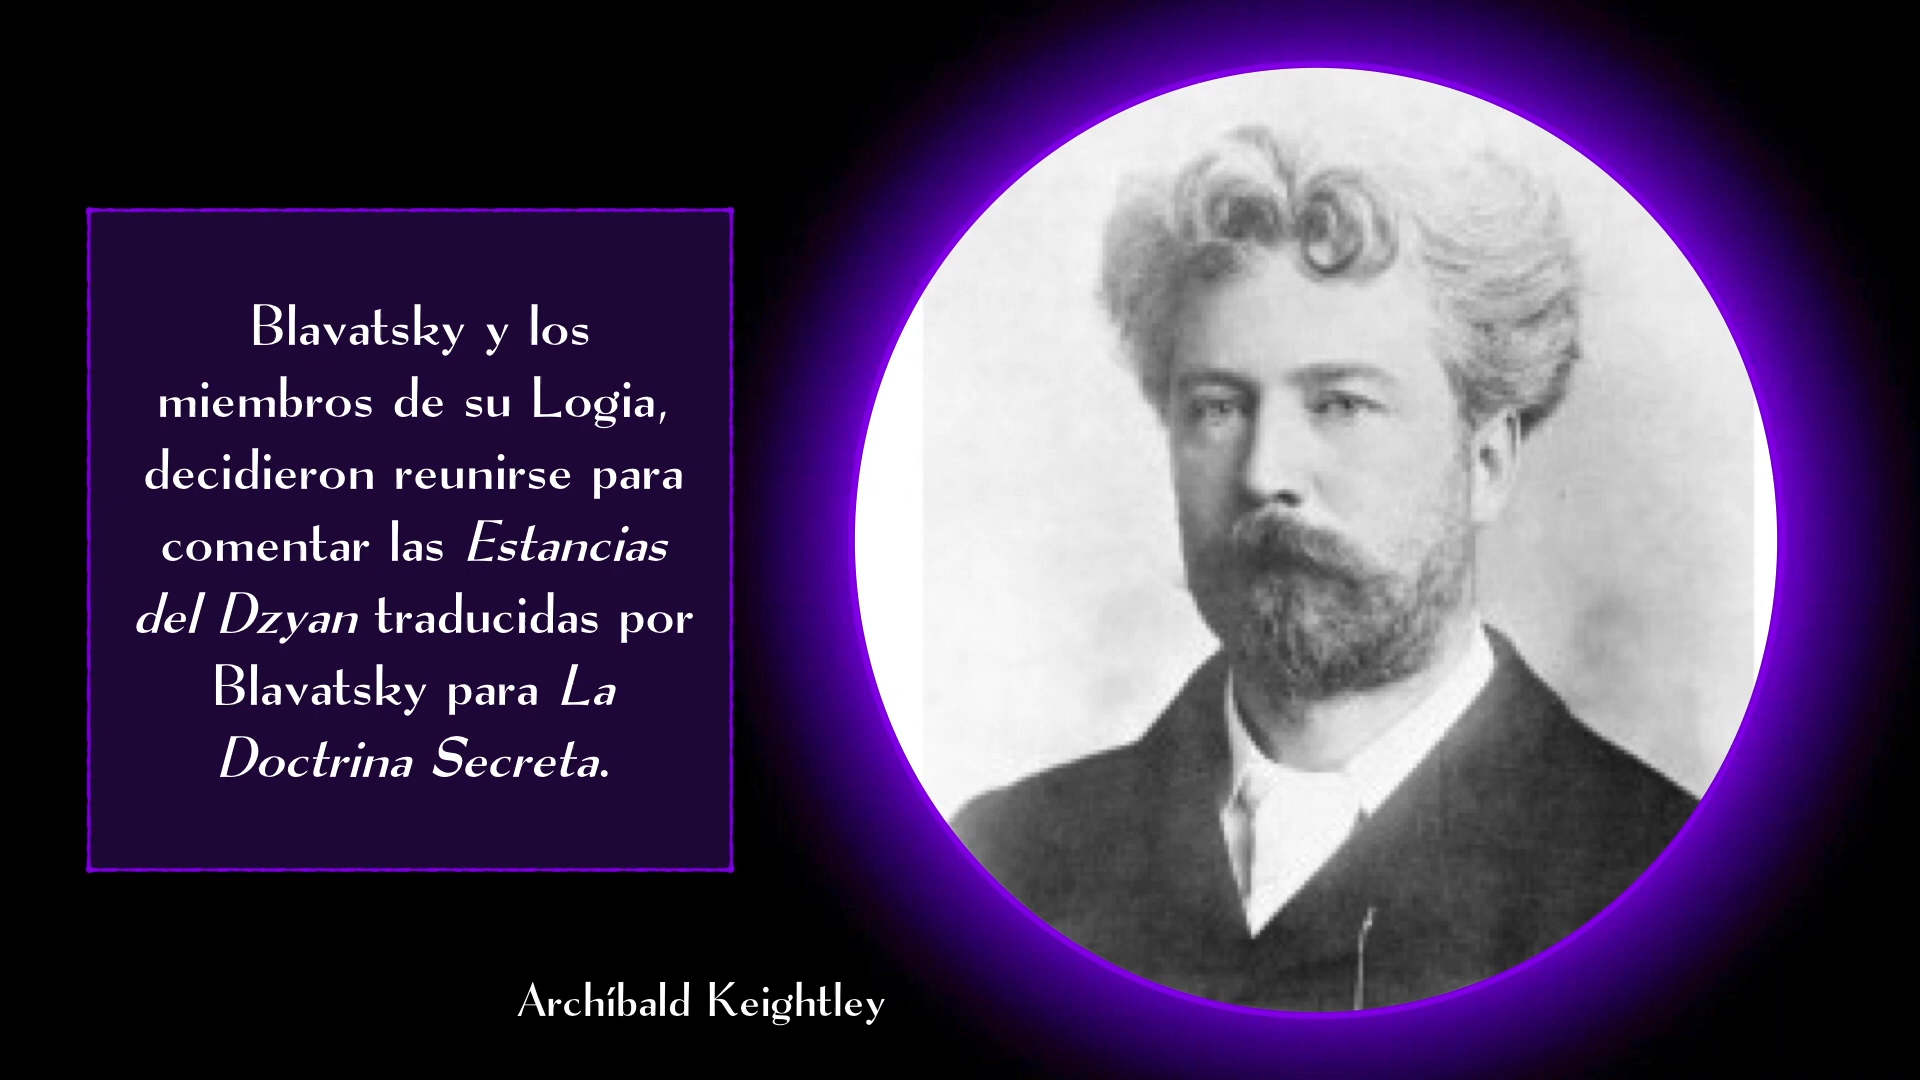 Blavatsky y los
miembros de su Logia,
decidieron reunirse para
comentar las Estancias
del Dzyan traducidas por
Blavatsky para La
Doctrina Secreta.
Archíbald Keightley